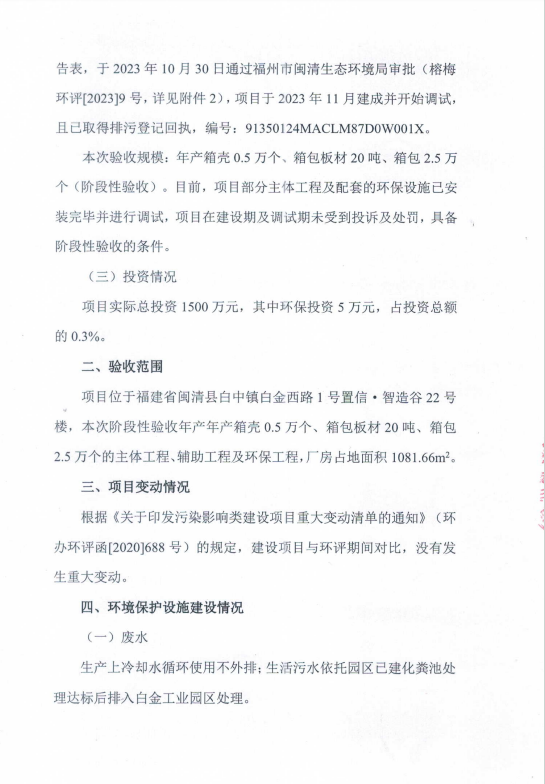 告表，于 2023 年 10 月 30 日通过福州市闽清生态环境局审批（榕梅
环评[2023]9 号，详见附件 2），项目于 2023 年 11 月建成并开始调试，
且已取得排污登记回执，编号：91350124MACLM87D0W001X。
本次验收规模：年产箱壳 0.5 万个、箱包板材 20 吨、箱包 2.5 万
个（阶段性验收）。目前，项目部分主体工程及配套的环保设施已安
装完毕并进行调试，项目在建设期及调试期未受到投诉及处罚，具备
阶段性验收的条件。
（三）投资情况
项目实际总投资 1500 万元，其中环保投资 5 万元，占投资总额
的 0.3%。
二、验收范围
项目位于福建省闽清县白中镇白金西路 1 号置信·智造谷 22 号
楼，本次阶段性验收年产年产箱壳 0.5 万个、箱包板材 20 吨、箱包
2.5 万个的主体工程、辅助工程及环保工程，厂房占地面积 1081.66m²。
三、项目变动情况
根据《关于印发污染影响类建设项目重大变动清单的通知》（环
办环评函[2020]688 号）的规定，建设项目与环评期间对比，没有发
生重大变动。
四、环境保护设施建设情况
（一）废水
生产上冷却水循环使用不外排；生活污水依托园区已建化粪池处
理达标后排入白金工业园区处理。